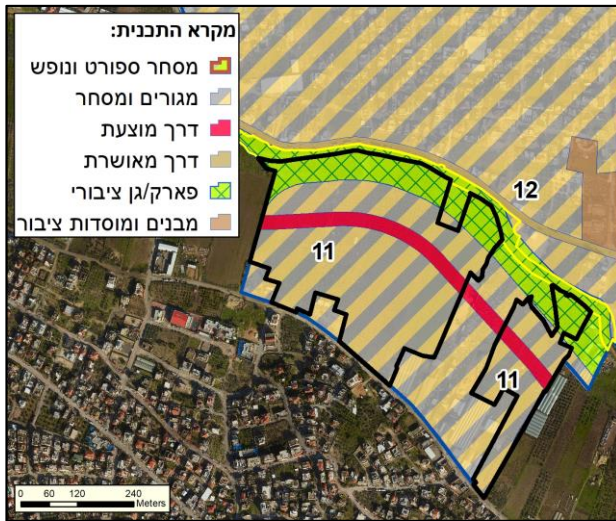 מקרא התכנית:
מסחר ספורט ונופש
מגורים ומסחר
דרך מוצעת
דרך מאושרת
פארק/גן ציבורי
מבנים ומוסדות ציבור
12
11
11
0 60 120 240
Meters